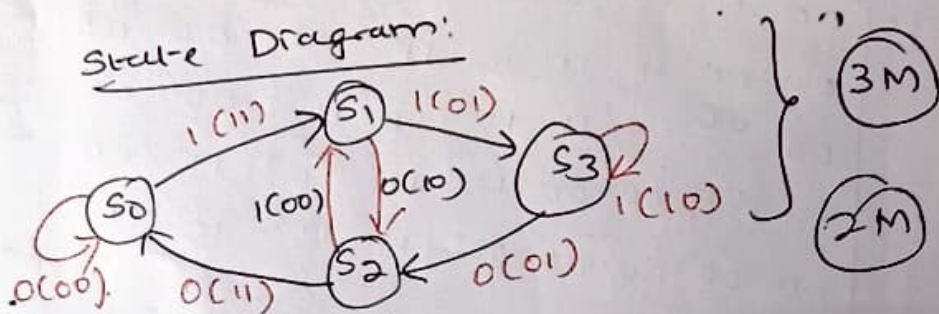 State Diagram:
1(11) S1 1(01) 3M
S0 1(00) 0(10) S3 1(10)
0(00). 0(11) S2 0(01) 2M